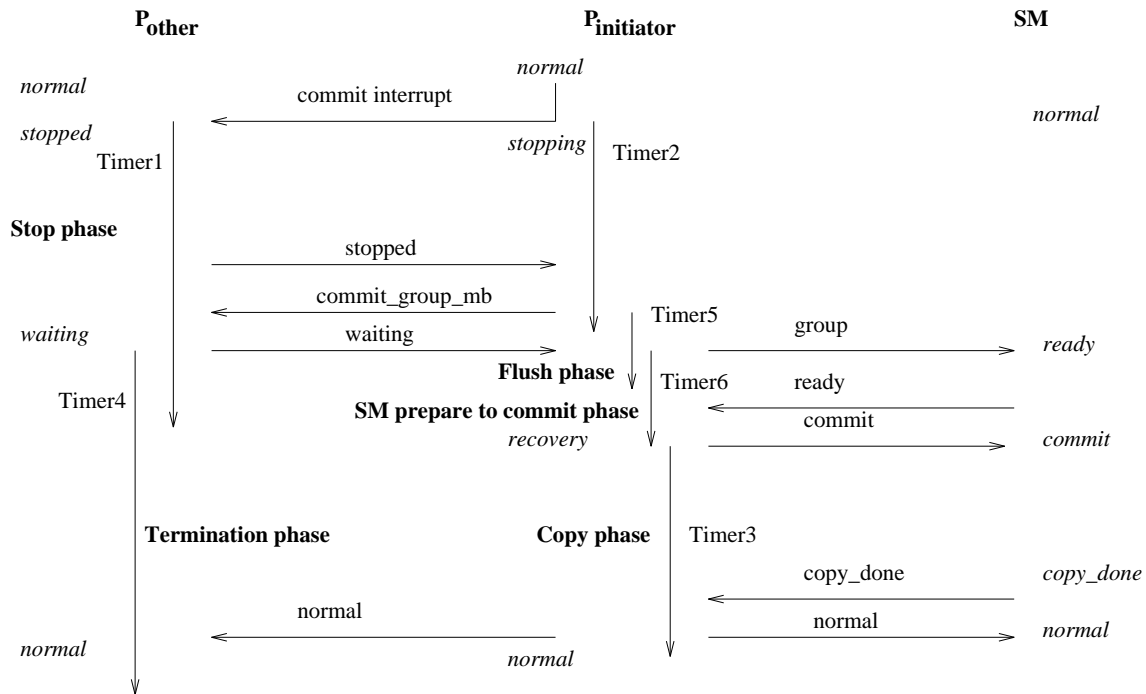 P other P initiator SM
normal
normal
commit interrupt
normal
stopped
stopping
Timer1
Timer2
Stop phase
stopped
commit_group_mb
Timer5
waiting
waiting
group
ready
Flush phase
Timer6
Timer4
ready
SM prepare to commit phase
commit
recovery
commit
Termination phase
Copy phase
Timer3
copy_done
copy_done
normal
normal
normal
normal
normal